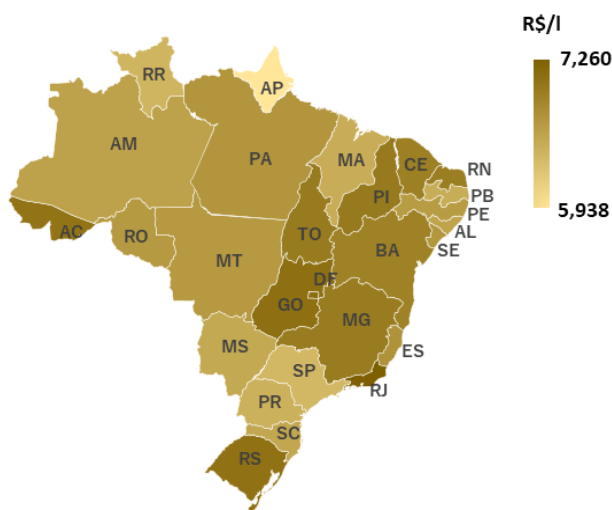 R$/l
7,260
5,938
RR
AP
AM
PA
MA
CE
RN
PI
PB
PE
AL
SE
AC
RO
TO
BA
MT
DF
GO
MG
MS
ES
SP
RJ
PR
SC
RS